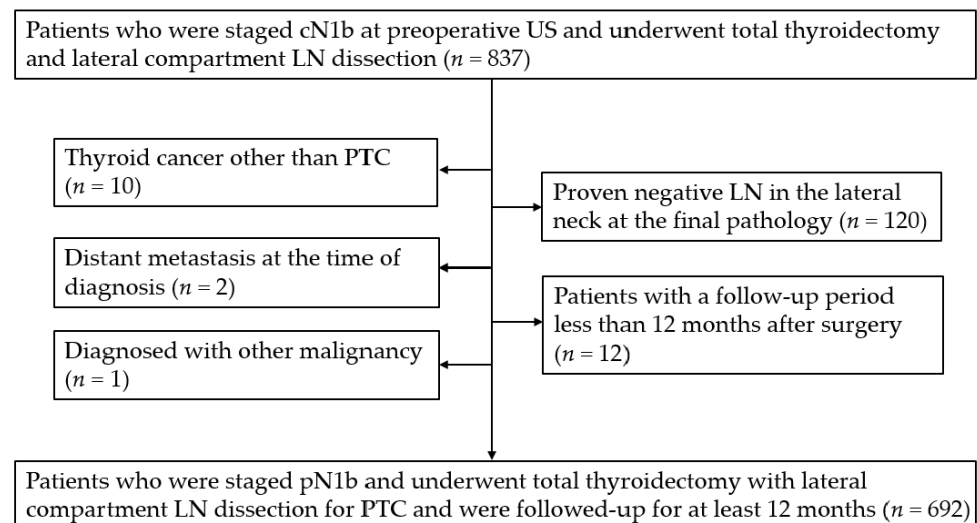 Patients who were staged cN1b at preoperative US and underwent total thyroidectomy
and lateral compartment LN dissection (n = 837)
Thyroid cancer other than PTC
(n = 10)
Proven negative LN in the lateral
neck at the final pathology (n = 120)
Distant metastasis at the time of
diagnosis (n = 2)
Patients with a follow-up period
less than 12 months after surgery
(n = 12)
Diagnosed with other malignancy
(n = 1)
Patients who were staged pN1b and underwent total thyroidectomy with lateral
compartment LN dissection for PTC and were followed-up for at least 12 months (n = 692)